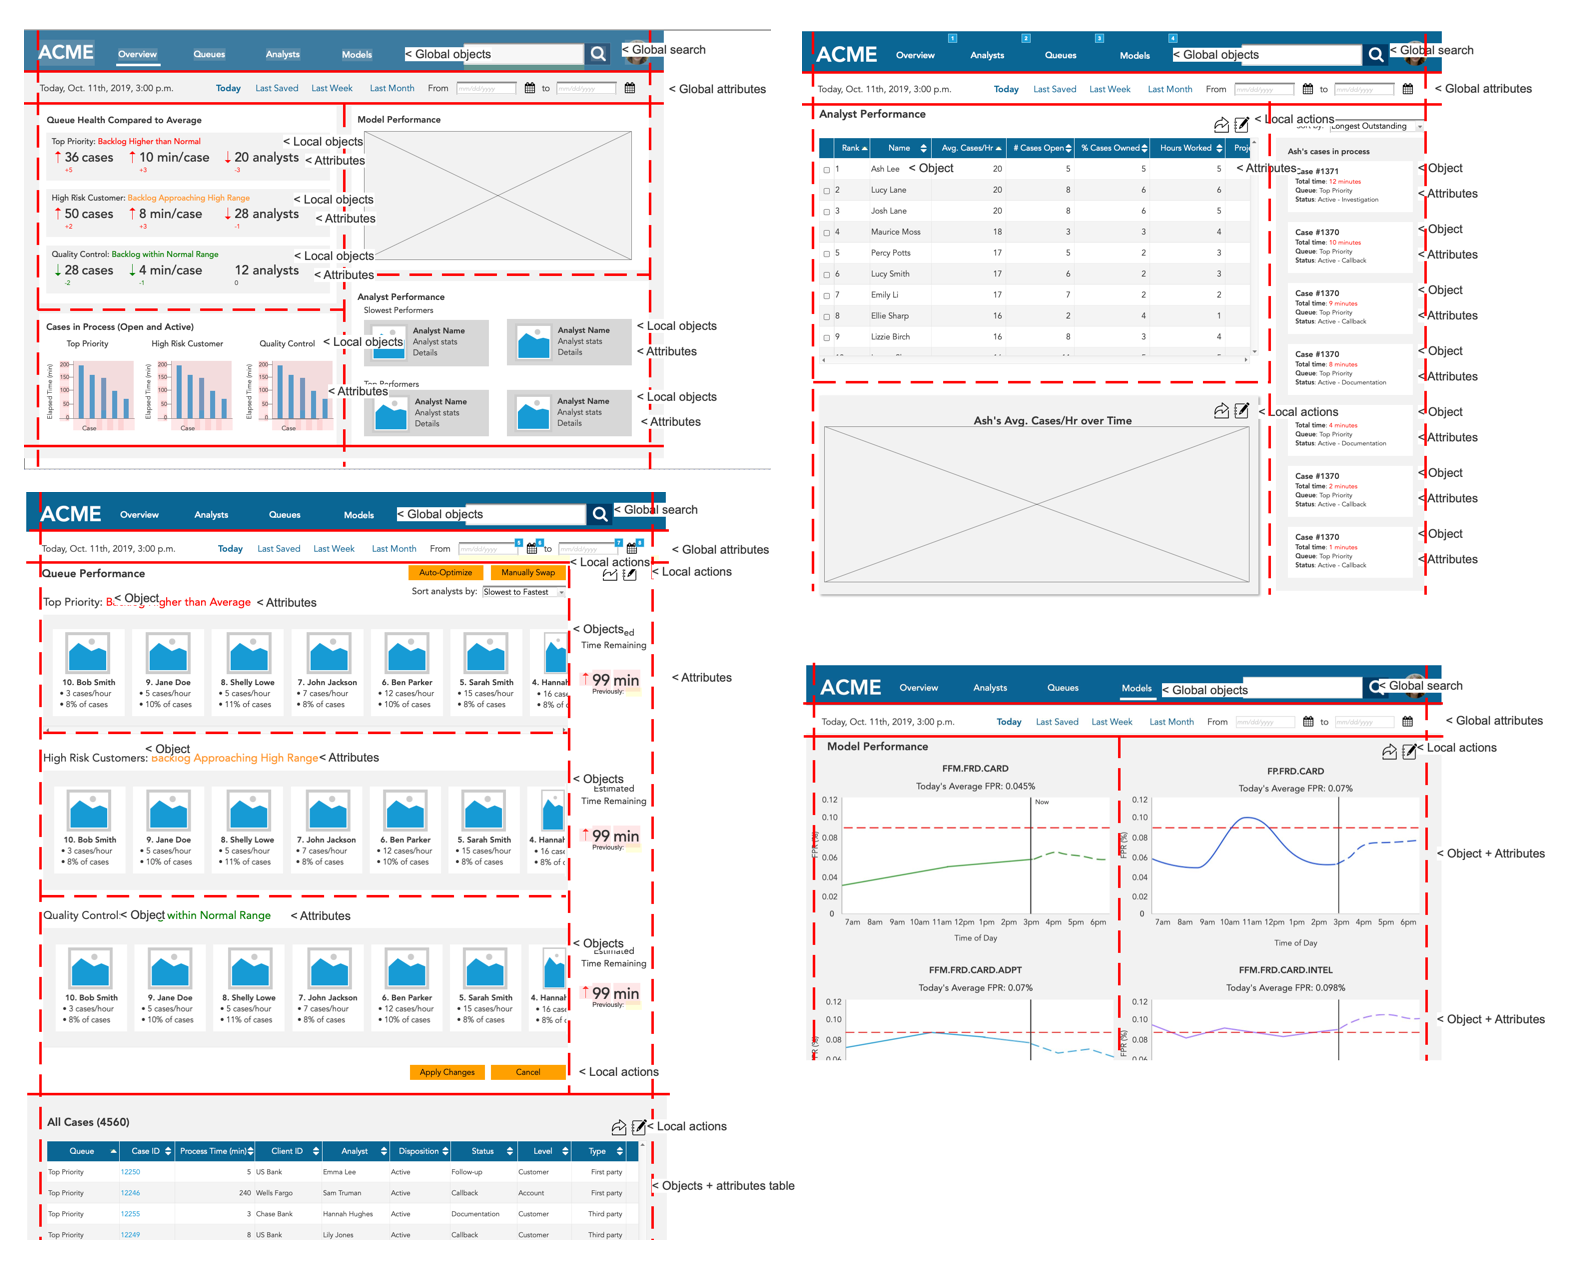 ACME
Overview
Queues
Analysts
Models
< Global objects
< Global search
Today, Oct. 11th, 2019, 3:00 p.m.
Today
Last Saved
Last Week
Last Month
From
mm/dd/yyyy
to
mm/dd/yyyy
< Global attributes
Queue Health Compared to Average
Top Priority: Backlog Higher than Normal
< Local objects
↑ 36 cases ↑ 10 min/case ↓ 20 analysts
< Attributes
+5 +3 -3
High Risk Customer: Backlog Approaching High Range
< Local objects
↑ 50 cases ↑ 8 min/case ↓ 28 analysts
< Attributes
+2 +3 -1
Quality Control: Backlog within Normal Range
< Local objects
↓ 28 cases ↓ 4 min/case 12 analysts
< Attributes
-2 -1 0
Cases in Process (Open and Active)
Top Priority
High Risk Customer
Quality Control
< Local objects
Elapsed Time (min)
200
150
100
50
0
Case
200
150
100
50
0
Case
200
150
100
50
0
Case
< Attributes
Model Performance
Analyst Performance
Slowest Performers
Analyst Name
Analyst stats
Details
Analyst Name
Analyst stats
Details
< Local objects
< Attributes
Top Performers
Analyst Name
Analyst stats
Details
Analyst Name
Analyst stats
Details
< Local objects
< Attributes
ACME
Overview
Analysts
Queues
Models
1
2
3
4
< Global objects
< Global search
Today, Oct. 11th, 2019, 3:00 p.m.
Today
Last Saved
Last Week
Last Month
From
mm/dd/yyyy
to
mm/dd/yyyy
< Global attributes
Analyst Performance
< Local actions
Sort by: Longest Outstanding
Rank Name Avg. Cases/Hr # Cases Open % Cases Owned Hours Worked Proj
1 Ash Lee < Object 20 5 5 5
< Attributes
2 Lucy Lane 20 8 6 6
3 Josh Lane 20 8 6 5
4 Maurice Moss 18 3 3 4
5 Percy Potts 17 5 2 3
6 Lucy Smith 17 6 2 3
7 Emily Li 17 7 2 2
8 Ellie Sharp 16 2 4 1
9 Lizzie Birch 16 8 3 4
Ash's cases in process
Case #1371
Total time: 12 minutes
Queue: Top Priority
Status: Active - Investigation
< Object
< Attributes
Case #1370
Total time: 10 minutes
Queue: Top Priority
Status: Active - Callback
< Object
< Attributes
Case #1370
Total time: 9 minutes
Queue: Top Priority
Status: Active - Callback
< Object
< Attributes
Case #1370
Total time: 8 minutes
Queue: Top Priority
Status: Active - Documentation
< Object
< Attributes
Total time: 4 minutes
Queue: Top Priority
Status: Active - Documentation
< Object
< Attributes
Case #1370
Total time: 2 minutes
Queue: Top Priority
Status: Active - Callback
< Object
< Attributes
Case #1370
Total time: 1 minutes
Queue: Top Priority
Status: Active - Callback
< Object
< Attributes
< Local actions
Ash's Avg. Cases/Hr over Time
ACME
Overview
Analysts
Queues
Models
< Global objects
< Global search
Today, Oct. 11th, 2019, 3:00 p.m.
Today
Last Saved
Last Week
Last Month
From
mm/dd/yyyy
5
6
to
mm/dd/yyyy
7
8
< Global attributes
Queue Performance
Auto-Optimize
Manually Swap
< Local actions
< Local actions
Sort analysts by: Slowest to Fastest
Top Priority: Backlog Higher than Average
< Object
< Attributes
10. Bob Smith
• 3 cases/hour
• 8% of cases
9. Jane Doe
• 5 cases/hour
• 10% of cases
8. Shelly Lowe
• 5 cases/hour
• 11% of cases
7. John Jackson
• 7 cases/hour
• 8% of cases
6. Ben Parker
• 12 cases/hour
• 10% of cases
5. Sarah Smith
• 15 cases/hour
• 8% of cases
4. Hannah
• 16 cas
• 8% of c
< Objects
Time Remaining
↑ 99 min
Previously:
< Attributes
High Risk Customers: Backlog Approaching High Range
< Object
< Attributes
10. Bob Smith
• 3 cases/hour
• 8% of cases
9. Jane Doe
• 5 cases/hour
• 10% of cases
8. Shelly Lowe
• 5 cases/hour
• 11% of cases
7. John Jackson
• 7 cases/hour
• 8% of cases
6. Ben Parker
• 12 cases/hour
• 10% of cases
5. Sarah Smith
• 15 cases/hour
• 8% of cases
4. Hannah
• 16 cas
• 8% of c
< Objects
Estimated
Time Remaining
↑ 99 min
Previously:
Quality Control: within Normal Range
< Object
< Attributes
10. Bob Smith
• 3 cases/hour
• 8% of cases
9. Jane Doe
• 5 cases/hour
• 10% of cases
8. Shelly Lowe
• 5 cases/hour
• 11% of cases
7. John Jackson
• 7 cases/hour
• 8% of cases
6. Ben Parker
• 12 cases/hour
• 10% of cases
5. Sarah Smith
• 15 cases/hour
• 8% of cases
4. Hannah
• 16 cas
• 8% of c
< Objects
Estimated
Time Remaining
↑ 99 min
Previously:
Apply Changes
Cancel
< Local actions
All Cases (4560)
< Local actions
Queue Case ID Process Time (min) Client ID Analyst Disposition Status Level Type
Top Priority 12250 5 US Bank Emma Lee Active Follow-up Customer First party
Top Priority 12246 240 Wells Fargo Sam Truman Active Callback Account First party
< Objects + attributes table
Top Priority 12255 3 Chase Bank Hannah Hughes Active Documentation Customer Third party
Top Priority 12249 8 US Bank Lily Jones Active Callback Customer Third party
ACME
Overview
Analysts
Queues
Models
< Global objects
< Global search
Today, Oct. 11th, 2019, 3:00 p.m.
Today
Last Saved
Last Week
Last Month
From
mm/dd/yyyy
to
mm/dd/yyyy
< Global attributes
Model Performance
< Local actions
FFM.FRD.CARD
Today's Average FPR: 0.045%
Now
FPR (%)
0.12
0.10
0.08
0.06
0.04
0.02
0
7am 8am 9am 10am 11am 12pm 1pm 2pm 3pm 4pm 5pm 6pm
Time of Day
FP.FRD.CARD
Today's Average FPR: 0.07%
FPR (%)
0.12
0.10
0.08
0.06
0.04
0.02
0
7am 8am 9am 10am 11am 12pm 1pm 2pm 3pm 4pm 5pm 6pm
Time of Day
< Object + Attributes
FFM.FRD.CARD.ADPT
Today's Average FPR: 0.07%
0.12
0.10
0.08
0.06
FFM.FRD.CARD.INTEL
Today's Average FPR: 0.098%
FPR (%)
0.12
0.10
0.08
0.06
< Object + Attributes